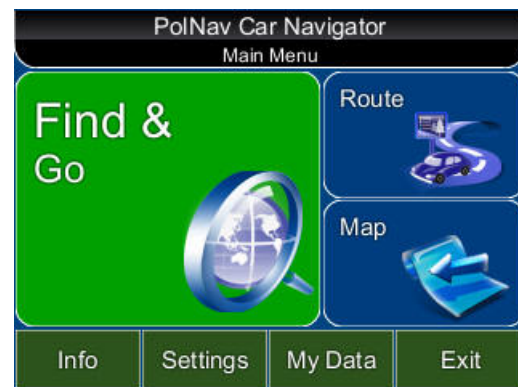 PolNav Car Navigator
Main Menu
Find &
Go
Route
Map
Info
Settings
My Data
Exit